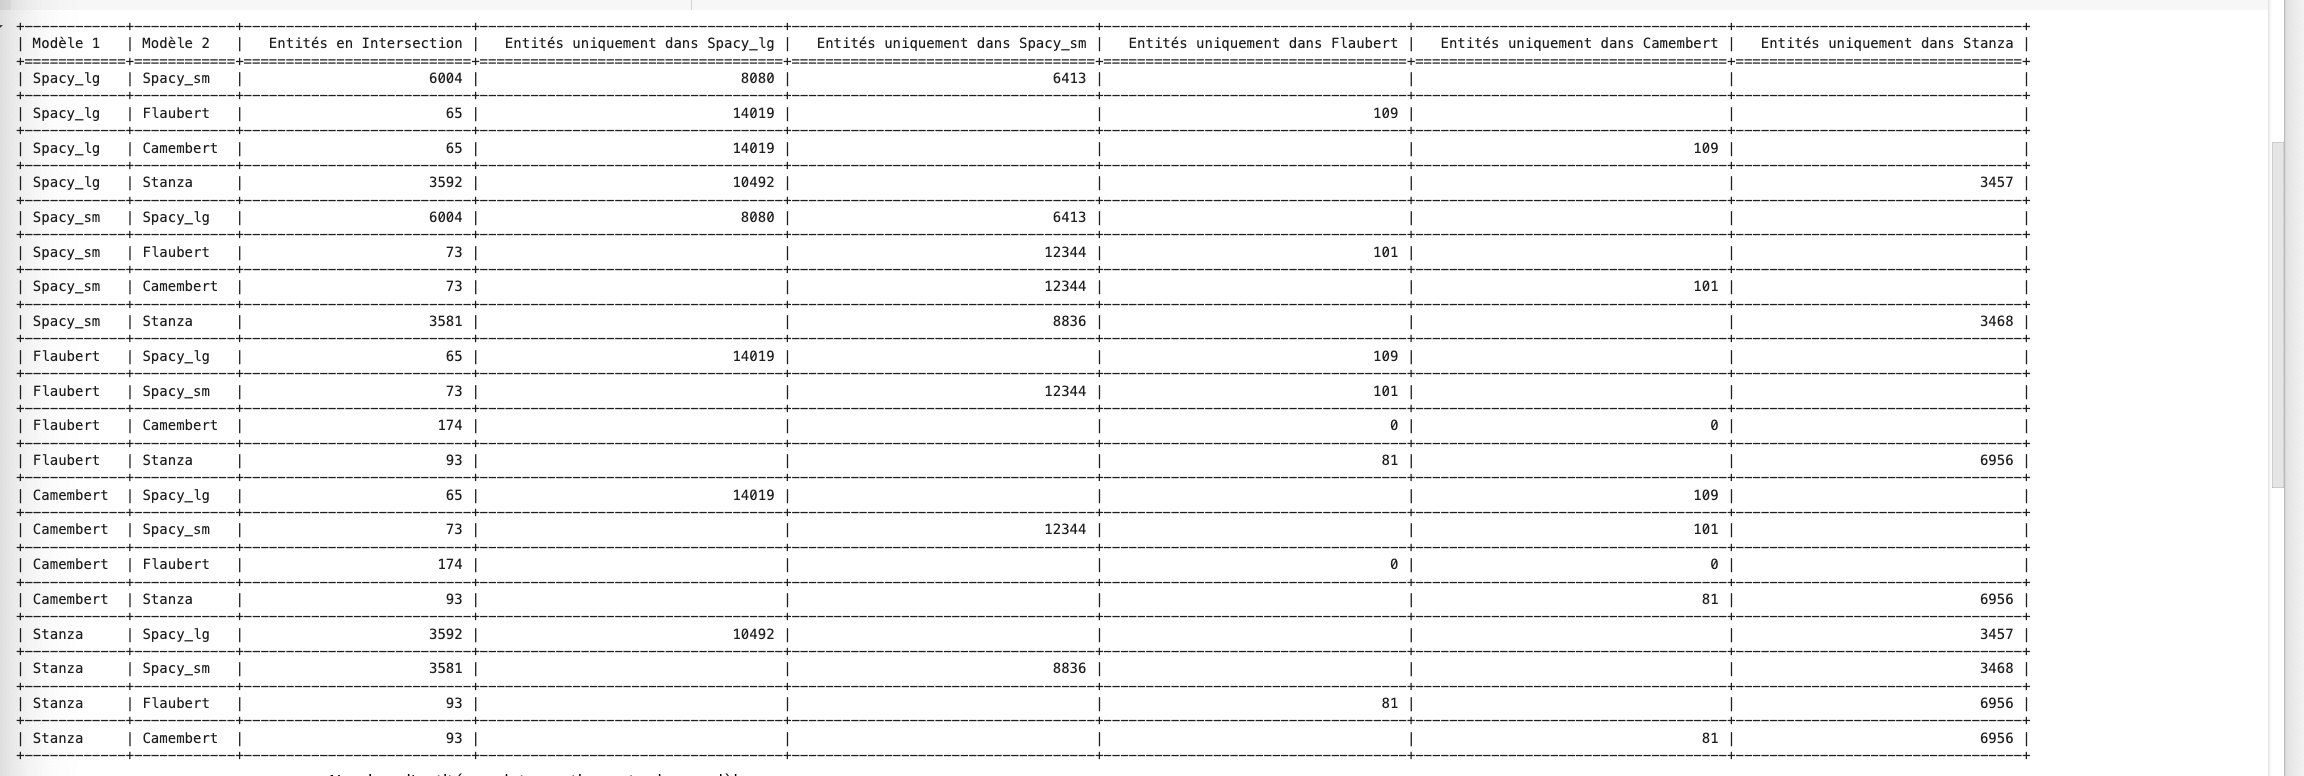 | Modèle 1 | Modèle 2 | Entités en Intersection | Entités uniquement dans Spacy_lg | Entités uniquement dans Spacy_sm | Entités uniquement dans Flaubert | Entités uniquement dans Camembert | Entités uniquement dans Stanza |
| Spacy_lg | Spacy_sm | 6004 | 8080 | 6413 | | | |
| Spacy_lg | Flaubert | 65 | 14019 | | 109 | | |
| Spacy_lg | Camembert | 65 | 14019 | | | 109 | |
| Spacy_lg | Stanza | 3592 | 10492 | | | | 3457 |
| Spacy_sm | Spacy_lg | 6004 | 8080 | 6413 | | | |
| Spacy_sm | Flaubert | 73 | | 12344 | 101 | | |
| Spacy_sm | Camembert | 73 | | 12344 | | 101 | |
| Spacy_sm | Stanza | 3581 | | 8836 | | | 3468 |
| Flaubert | Spacy_lg | 65 | 14019 | | 109 | | |
| Flaubert | Spacy_sm | 73 | | 12344 | 101 | | |
| Flaubert | Camembert | 174 | | | 0 | 0 | |
| Flaubert | Stanza | 93 | | | 81 | | 6956 |
| Camembert | Spacy_lg | 65 | 14019 | | | 109 | |
| Camembert | Spacy_sm | 73 | | 12344 | | 101 | |
| Camembert | Flaubert | 174 | | | 0 | 0 | |
| Camembert | Stanza | 93 | | | | 81 | 6956 |
| Stanza | Spacy_lg | 3592 | 10492 | | | | 3457 |
| Stanza | Spacy_sm | 3581 | | 8836 | | | 3468 |
| Stanza | Flaubert | 93 | | | 81 | | 6956 |
| Stanza | Camembert | 93 | | | | 81 | 6956 |